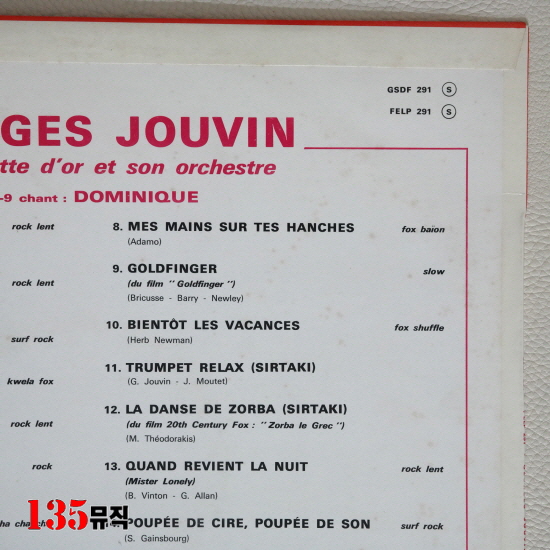 GSDF 291 S
FELP 291 S
GES JOUVIN
tte d'or et son orchestre
-9 chant : DOMINIQUE
rock lent 8. MES MAINS SUR TES HANCHES fox baion
(Adamo)
9. GOLDFINGER slow
rock lent (du film " Goldfinger ")
(Bricusse - Barry - Newley)
10. BIENTÔT LES VACANCES fox shuffle
surf rock (Herb Newman)
11. TRUMPET RELAX (SIRTAKI)
kwela fox (G. Jouvin - J. Moutet)
12. LA DANSE DE ZORBA (SIRTAKI)
rock lent (du film 20th Century Fox : " Zorba le Grec ")
(M. Théodorakis)
rock 13. QUAND REVIENT LA NUIT rock lent
(Mister Lonely)
(B. Vinton - G. Allan)
135뮤직
POUPÉE DE CIRE, POUPÉE DE SON surf rock
(S. Gainsbourg)